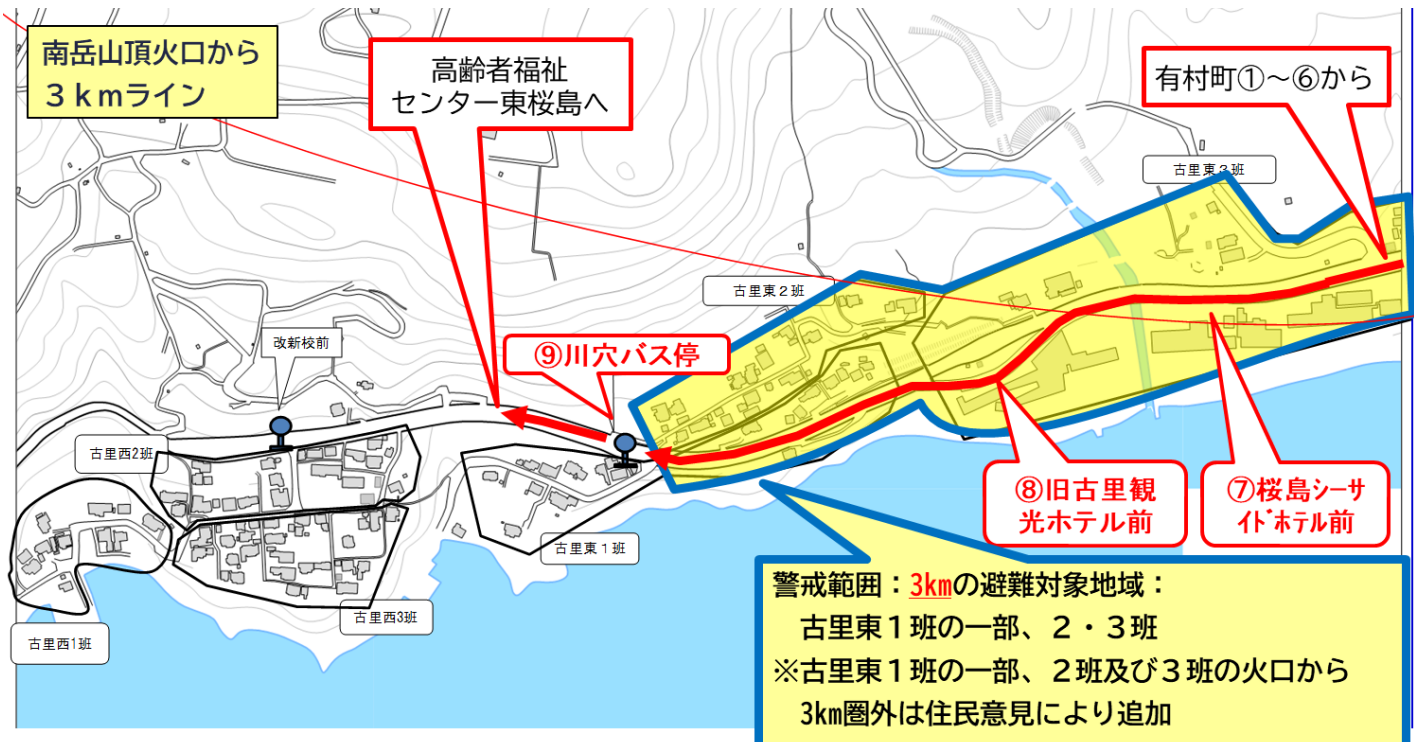 南岳山頂火口から
３ｋｍライン
高齢者福祉
センター東桜島へ
有村町①～⑥から
古里東３班
古里東２班
改新校前
⑨川穴バス停
古里西2班
⑧旧古里観
光ホテル前
⑦桜島シーサ
イドホテル前
古里東１班
古里西3班
古里西1班
警戒範囲：3kmの避難対象地域：
古里東１班の一部、２・３班
※古里東１班の一部、２班及び３班の火口から
3km圏外は住民意見により追加